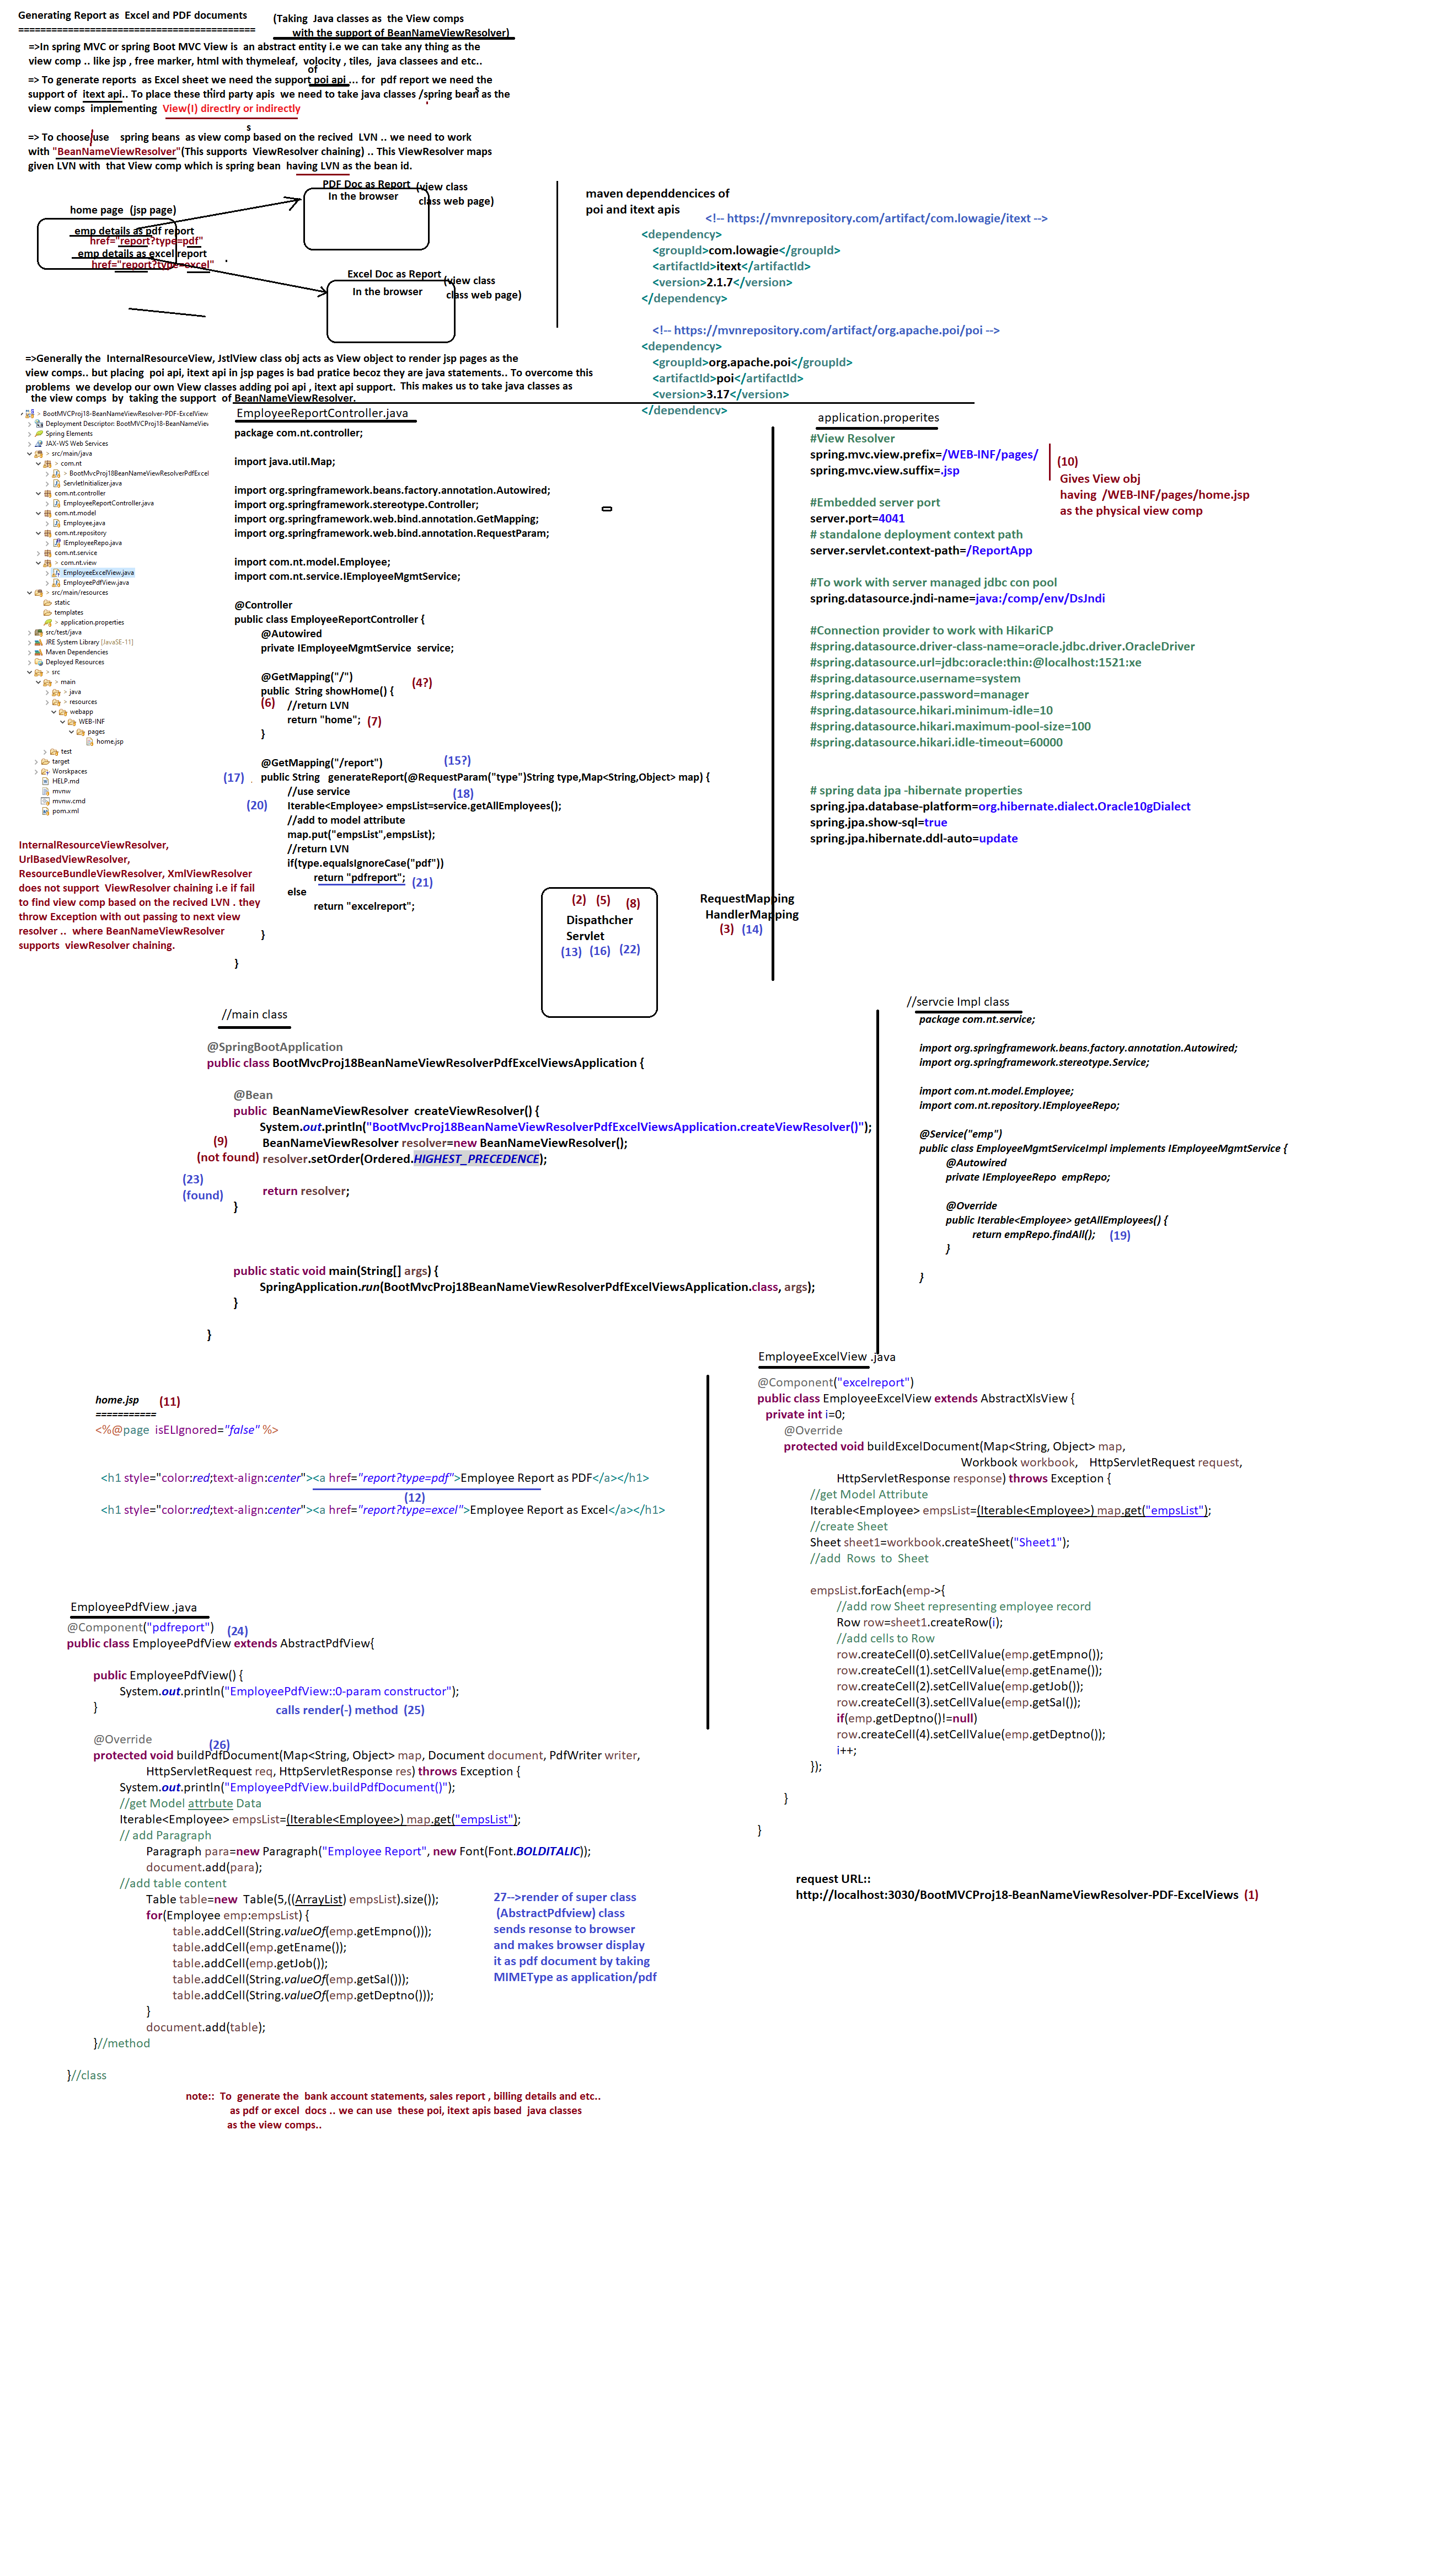 Generating Report as  Excel and PDF documents
===========================================
(Taking  Java classes as  the View comps
with the support of BeanNameViewResolver)
=>In spring MVC or spring Boot MVC View is  an abstract entity i.e we can take any thing as the
view comp .. like jsp , free marker, html with thymeleaf,  volocity , tiles,  java classees and etc..
of
=> To generate reports  as Excel sheet we need the support poi api ... for  pdf report we need the
support of  itext api.. To place these third party apis  we need to take java classes /spring bean as the
s
view comps  implementing  View(I) directlry or indirectly
s
=> To choose/use    spring beans  as view comp based on the recived  LVN .. we need to work
with "BeanNameViewResolver"(This supports  ViewResolver chaining) .. This ViewResolver maps
given LVN with  that View comp which is spring bean  having LVN as the bean id.
PDF Doc as Report
In the browser
(view class
class web page)
home page  (jsp page)
emp details as pdf report
href="report?type=pdf"
emp details as excel report
href="report?type=excel"
Excel Doc as Report
In the browser
(view class
class web page)
maven dependdencices of
poi and itext apis
<!-- https://mvnrepository.com/artifact/com.lowagie/itext -->
<dependency>
<groupId>com.lowagie</groupId>
<artifactId>itext</artifactId>
<version>2.1.7</version>
</dependency>
<!-- https://mvnrepository.com/artifact/org.apache.poi/poi -->
<dependency>
<groupId>org.apache.poi</groupId>
<artifactId>poi</artifactId>
<version>3.17</version>
</dependency>
=>Generally the  InternalResourceView, JstlView class obj acts as View object to render jsp pages as the
view comps.. but placing  poi api, itext api in jsp pages is bad pratice becoz they are java statements.. To overcome this
problems  we develop our own View classes adding poi api , itext api support.  This makes us to take java classes as
the view comps  by  taking the support  of BeanNameViewResolver.
> BootMVCProj18-BeanNameViewResolver-PDF-ExcelView
Deployment Descriptor: BootMVCProj18-BeanNameViev
Spring Elements
JAX-WS Web Services
> src/main/java
> com.nt
> BootMvcProj18BeanNameViewResolverPdfExcel
ServletInitializer.java
com.nt.controller
EmployeeReportController.java
com.nt.model
Employee.java
com.nt.repository
IEmployeeRepo.java
com.nt.service
> com.nt.view
EmployeeExcelView.java
EmployeePdfView.java
> src/main/resources
static
templates
> application.properties
src/test/java
JRE System Library [JavaSE-11]
Maven Dependencies
Deployed Resources
> src
> main
> java
> resources
> webapp
WEB-INF
> pages
home.jsp
> test
target
Worskpaces
HELP.md
mvnw
mvnw.cmd
pom.xml
InternalResourceViewResolver,
UrlBasedViewResolver,
ResourceBundleViewResolver, XmlViewResolver
does not support  ViewResolver chaining i.e if fail
to find view comp based on the recived LVN . they
throw Exception with out passing to next view
resolver ..  where BeanNameViewResolver
supports  viewResolver chaining.
EmployeeReportController.java
package com.nt.controller;
import java.util.Map;
import org.springframework.beans.factory.annotation.Autowired;
import org.springframework.stereotype.Controller;
import org.springframework.web.bind.annotation.GetMapping;
import org.springframework.web.bind.annotation.RequestParam;
import com.nt.model.Employee;
import com.nt.service.IEmployeeMgmtService;
@Controller
public class EmployeeReportController {
@Autowired
private IEmployeeMgmtService  service;
@GetMapping("/")
(4?)
public  String showHome() {
(6) //return LVN
return "home";  (7)
}
@GetMapping("/report")
(15?)
(17) public String   generateReport(@RequestParam("type")String type,Map<String,Object> map) {
//use service
(18)
(20) Iterable<Employee> empsList=service.getAllEmployees();
//add to model attribute
map.put("empsList",empsList);
//return LVN
if(type.equalsIgnoreCase("pdf"))
return "pdfreport";  (21)
else
return "excelreport";
}
}
(2)  (5)  (8)
Dispathcher
Servlet
(13)  (16)  (22)
RequestMapping
HandlerMapping
(3)  (14)
application.properites
#View Resolver
spring.mvc.view.prefix=/WEB-INF/pages/
spring.mvc.view.suffix=.jsp
(10)
Gives View obj
having  /WEB-INF/pages/home.jsp
as the physical view comp
#Embedded server port
server.port=4041
# standalone deployment context path
server.servlet.context-path=/ReportApp
#To work with server managed jdbc con pool
spring.datasource.jndi-name=java:/comp/env/DsJndi
#Connection provider to work with HikariCP
#spring.datasource.driver-class-name=oracle.jdbc.driver.OracleDriver
#spring.datasource.url=jdbc:oracle:thin:@localhost:1521:xe
#spring.datasource.username=system
#spring.datasource.password=manager
#spring.datasource.hikari.minimum-idle=10
#spring.datasource.hikari.maximum-pool-size=100
#spring.datasource.hikari.idle-timeout=60000
# spring data jpa -hibernate properties
spring.jpa.database-platform=org.hibernate.dialect.Oracle10gDialect
spring.jpa.show-sql=true
spring.jpa.hibernate.ddl-auto=update
//main class
@SpringBootApplication
public class BootMvcProj18BeanNameViewResolverPdfExcelViewsApplication {
@Bean
public  BeanNameViewResolver  createViewResolver() {
System.out.println("BootMvcProj18BeanNameViewResolverPdfExcelViewsApplication.createViewResolver()");
(9) BeanNameViewResolver resolver=new BeanNameViewResolver();
(not found) resolver.setOrder(Ordered.HIGHEST_PRECEDENCE);
(23)
(found)
return resolver;
}
public static void main(String[] args) {
SpringApplication.run(BootMvcProj18BeanNameViewResolverPdfExcelViewsApplication.class, args);
}
}
//servcie Impl class
package com.nt.service;
import org.springframework.beans.factory.annotation.Autowired;
import org.springframework.stereotype.Service;
import com.nt.model.Employee;
import com.nt.repository.IEmployeeRepo;
@Service("emp")
public class EmployeeMgmtServiceImpl implements IEmployeeMgmtService {
@Autowired
private IEmployeeRepo  empRepo;
@Override
public Iterable<Employee> getAllEmployees() {
return empRepo.findAll();  (19)
}
}
home.jsp  (11)
===========
<%@page  isELIgnored="false" %>
<h1 style="color:red;text-align:center"><a href="report?type=pdf">Employee Report as PDF</a></h1>
(12)
<h1 style="color:red;text-align:center"><a href="report?type=excel">Employee Report as Excel</a></h1>
EmployeeExcelView .java
@Component("excelreport")
public class EmployeeExcelView extends AbstractXlsView {
private int i=0;
@Override
protected void buildExcelDocument(Map<String, Object> map,
Workbook workbook,   HttpServletRequest request,
HttpServletResponse response) throws Exception {
//get Model Attribute
Iterable<Employee> empsList=(Iterable<Employee>) map.get("empsList");
//create Sheet
Sheet sheet1=workbook.createSheet("Sheet1");
//add  Rows  to  Sheet
empsList.forEach(emp->{
//add row Sheet representing employee record
Row row=sheet1.createRow(i);
//add cells to Row
row.createCell(0).setCellValue(emp.getEmpno());
row.createCell(1).setCellValue(emp.getEname());
row.createCell(2).setCellValue(emp.getJob());
row.createCell(3).setCellValue(emp.getSal());
if(emp.getDeptno()!=null)
row.createCell(4).setCellValue(emp.getDeptno());
i++;
});
}
}
EmployeePdfView .java
@Component("pdfreport")  (24)
public class EmployeePdfView extends AbstractPdfView{
public EmployeePdfView() {
System.out.println("EmployeePdfView::0-param constructor");
}
calls render(-) method  (25)
@Override
(26)
protected void buildPdfDocument(Map<String, Object> map, Document document, PdfWriter writer,
HttpServletRequest req, HttpServletResponse res) throws Exception {
System.out.println("EmployeePdfView.buildPdfDocument()");
//get Model attrbute Data
Iterable<Employee> empsList=(Iterable<Employee>) map.get("empsList");
// add Paragraph
Paragraph para=new Paragraph("Employee Report", new Font(Font.BOLDITALIC));
document.add(para);
//add table content
Table table=new  Table(5,((ArrayList) empsList).size());
for(Employee emp:empsList) {
table.addCell(String.valueOf(emp.getEmpno()));
table.addCell(emp.getEname());
table.addCell(emp.getJob());
table.addCell(String.valueOf(emp.getSal()));
table.addCell(String.valueOf(emp.getDeptno()));
}
document.add(table);
}//method
}//class
27-->render of super class
(AbstractPdfview) class
sends resonse to browser
and makes browser display
it as pdf document by taking
MIMEType as application/pdf
request URL::
http://localhost:3030/BootMVCProj18-BeanNameViewResolver-PDF-ExcelViews  (1)
note::  To  generate the  bank account statements, sales report , billing details and etc..
as pdf or excel  docs .. we can use  these poi, itext apis based  java classes
as the view comps..